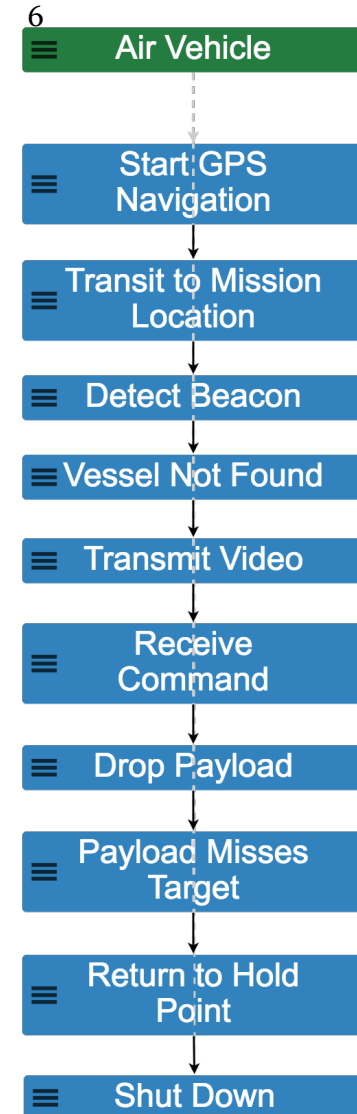 6
Air Vehicle
Start GPS
Navigation
Transit to Mission
Location
Detect Beacon
Vessel Not Found
Transmit Video
Receive
Command
Drop Payload
Payload Misses
Target
Return to Hold
Point
Shut Down